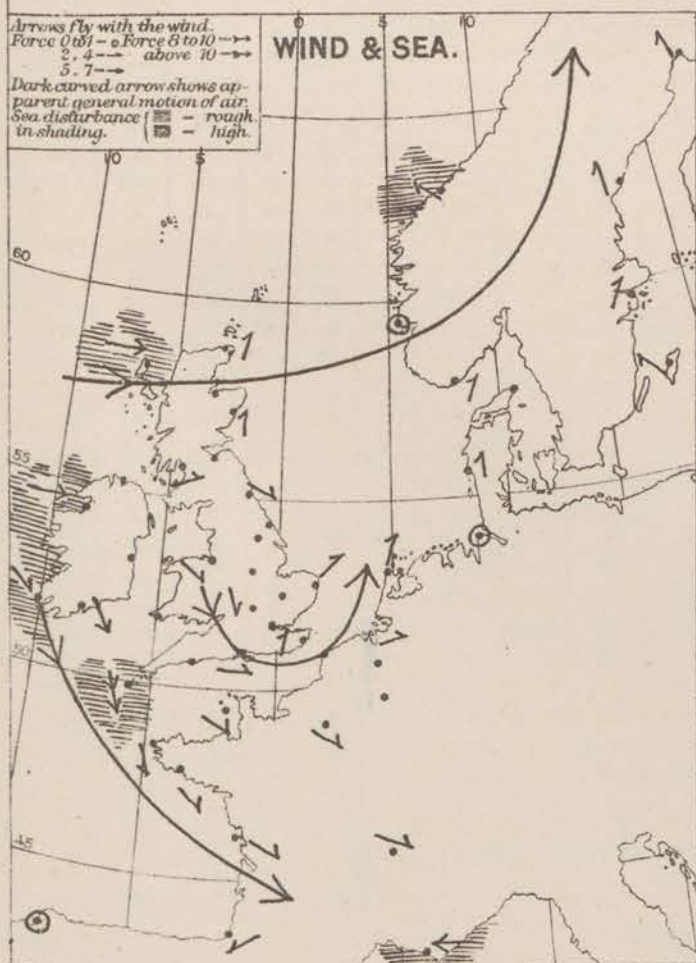 Arrows fly with the wind.
Force 0 to 1 – Force 8 to 10
2, 4 above 10
5, 7
Dark curved arrow shows ap-
parent general motion of air.
Sea disturbance – rough.
in shading. – high.
0 10
WIND & SEA.
10 5
60
55
50
45